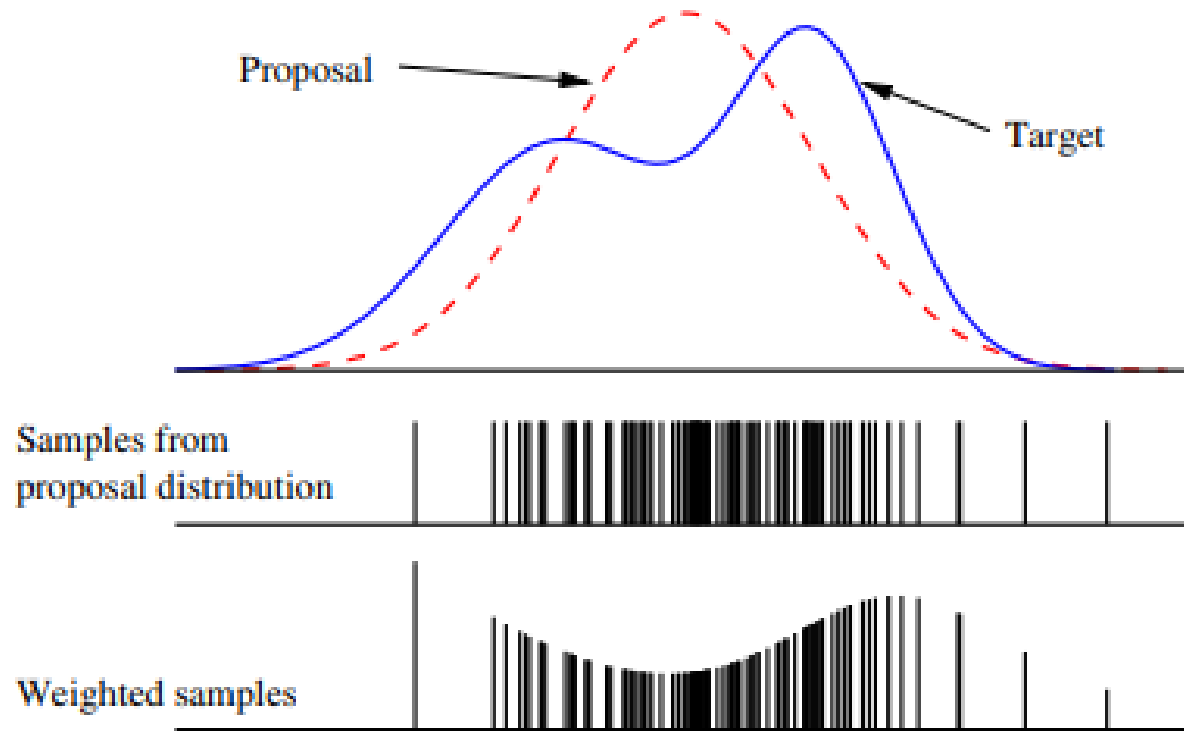 Proposal
Target
Samples from
proposal distribution
Weighted samples